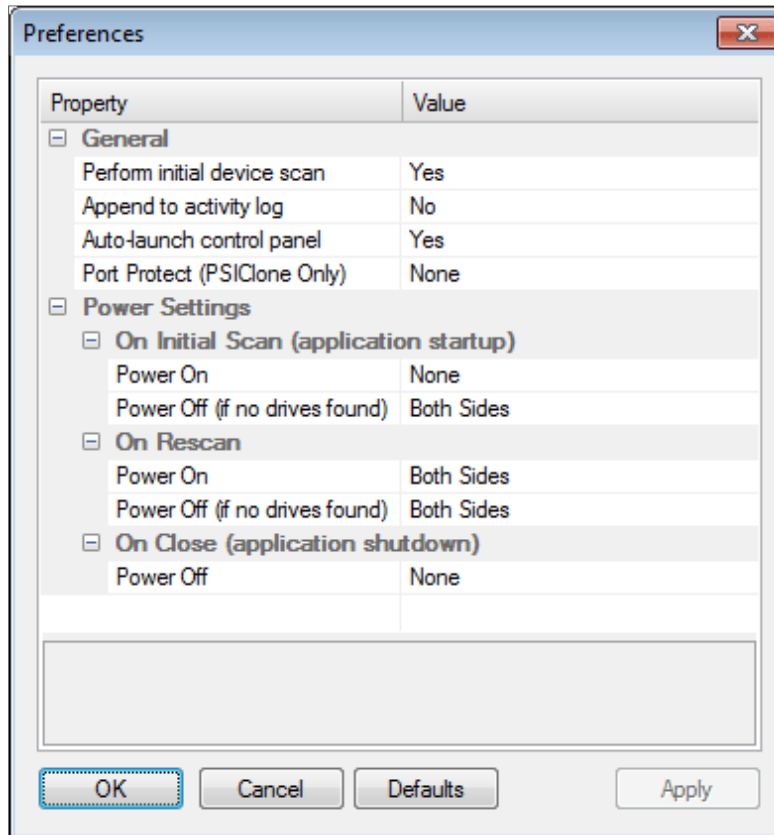 Preferences
Property Value
General
Perform initial device scan Yes
Append to activity log No
Auto-launch control panel Yes
Port Protect (PSIClone Only) None
Power Settings
On Initial Scan (application startup)
Power On None
Power Off (if no drives found) Both Sides
On Rescan
Power On Both Sides
Power Off (if no drives found) Both Sides
On Close (application shutdown)
Power Off None
OK Cancel Defaults Apply